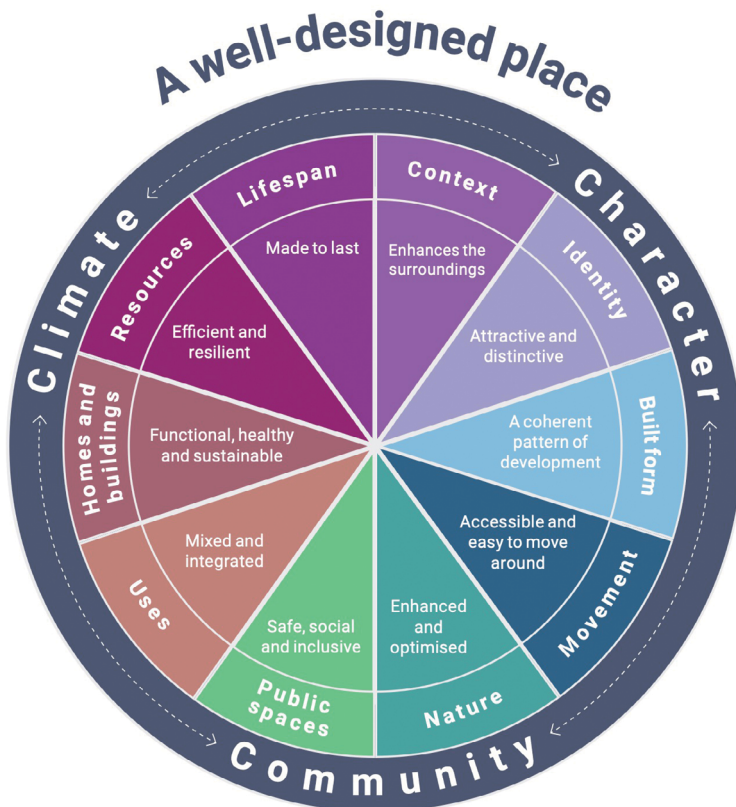 A well-designed place
Climate
Character
Community
Context
Enhances the
surroundings
Identity
Attractive and
distinctive
Built form
A coherent
pattern of
development
Movement
Accessible and
easy to move
around
Nature
Enhanced
and
optimised
Public
spaces
Safe, social
and inclusive
Uses
Mixed and
integrated
Homes and
buildings
Functional, healthy
and sustainable
Resources
Efficient and
resilient
Lifespan
Made to last